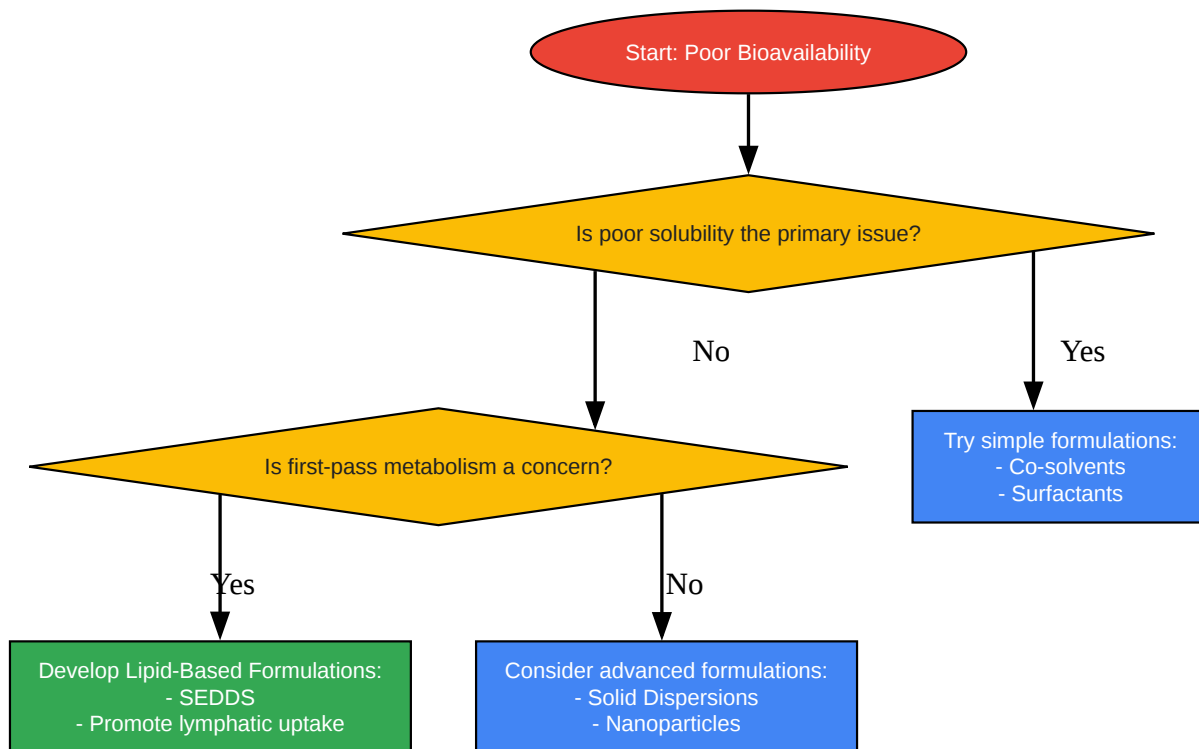 Start: Poor Bioavailability
Is poor solubility the primary issue?
No
Yes
Try simple formulations:
- Co-solvents
- Surfactants
Is first-pass metabolism a concern?
Yes
No
Develop Lipid-Based Formulations:
- SEDDS
- Promote lymphatic uptake
Consider advanced formulations:
- Solid Dispersions
- Nanoparticles